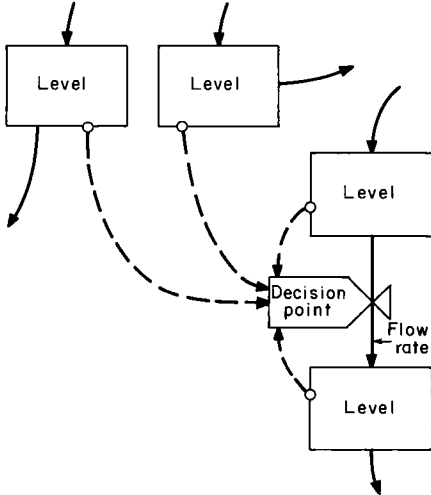 Level
Level
Level
Decision
point
Flow
rate
Level